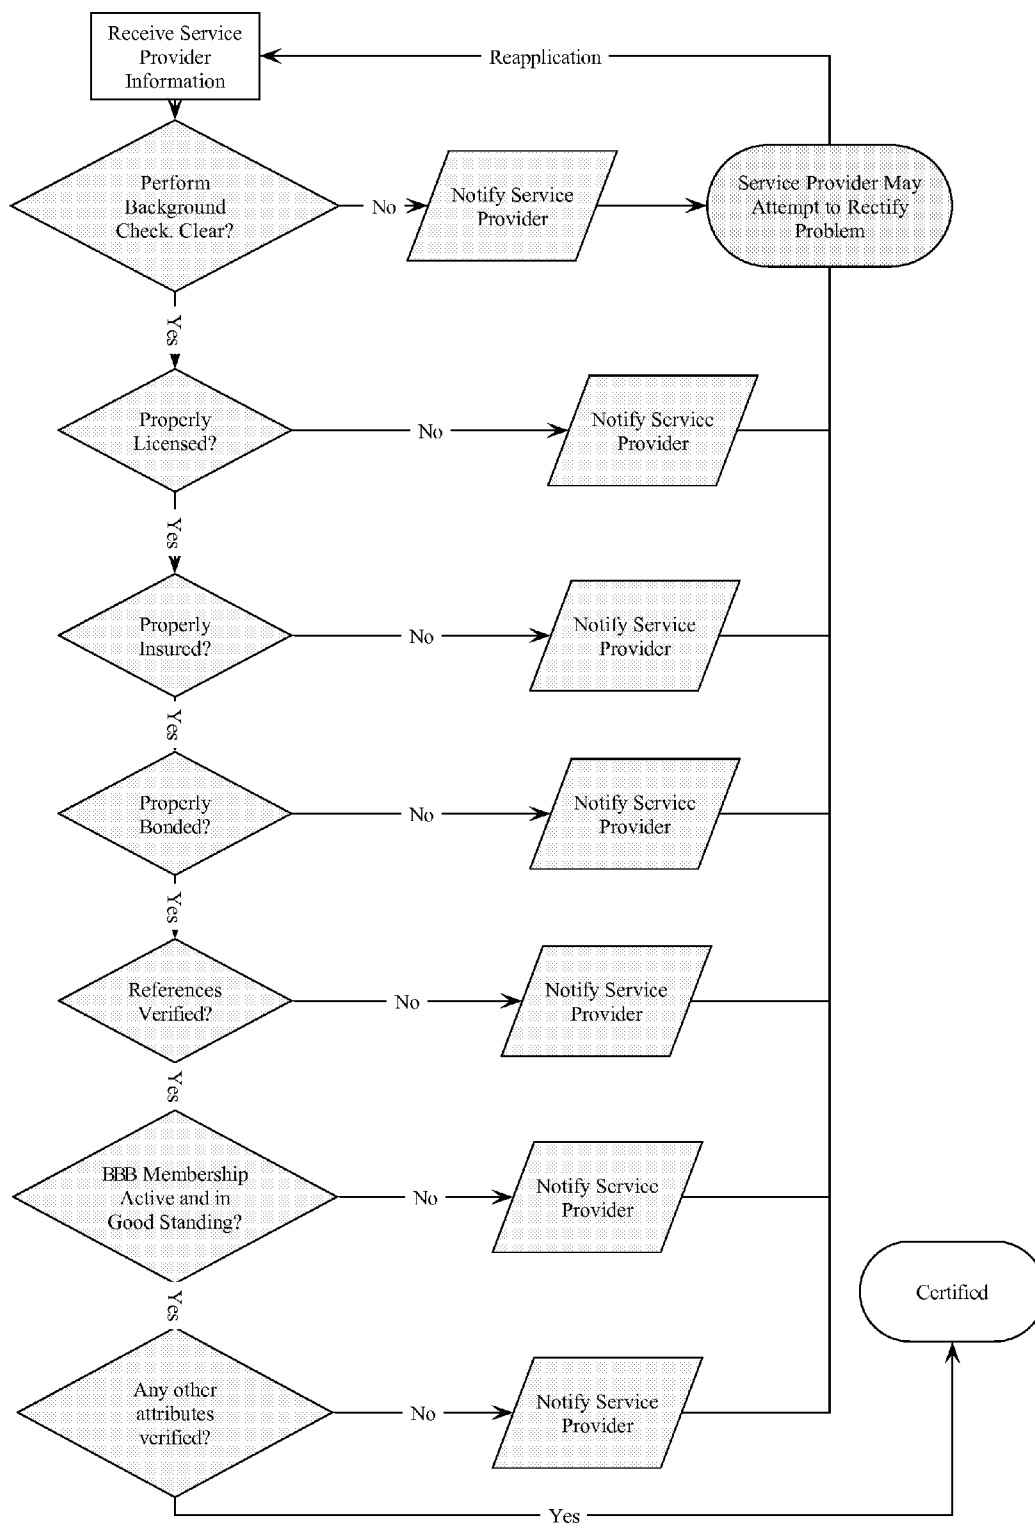 Receive Service
Provider
Information
Reapplication
Perform
Background
Check. Clear?
No
Notify Service
Provider
Service Provider May
Attempt to Rectify
Problem
Yes
Properly
Licensed?
No
Notify Service
Provider
Yes
Properly
Insured?
No
Notify Service
Provider
Yes
Properly
Bonded?
No
Notify Service
Provider
Yes
References
Verified?
No
Notify Service
Provider
Yes
BBB Membership
Active and in
Good Standing?
No
Notify Service
Provider
Certified
Yes
Any other
attributes
verified?
No
Notify Service
Provider
Yes